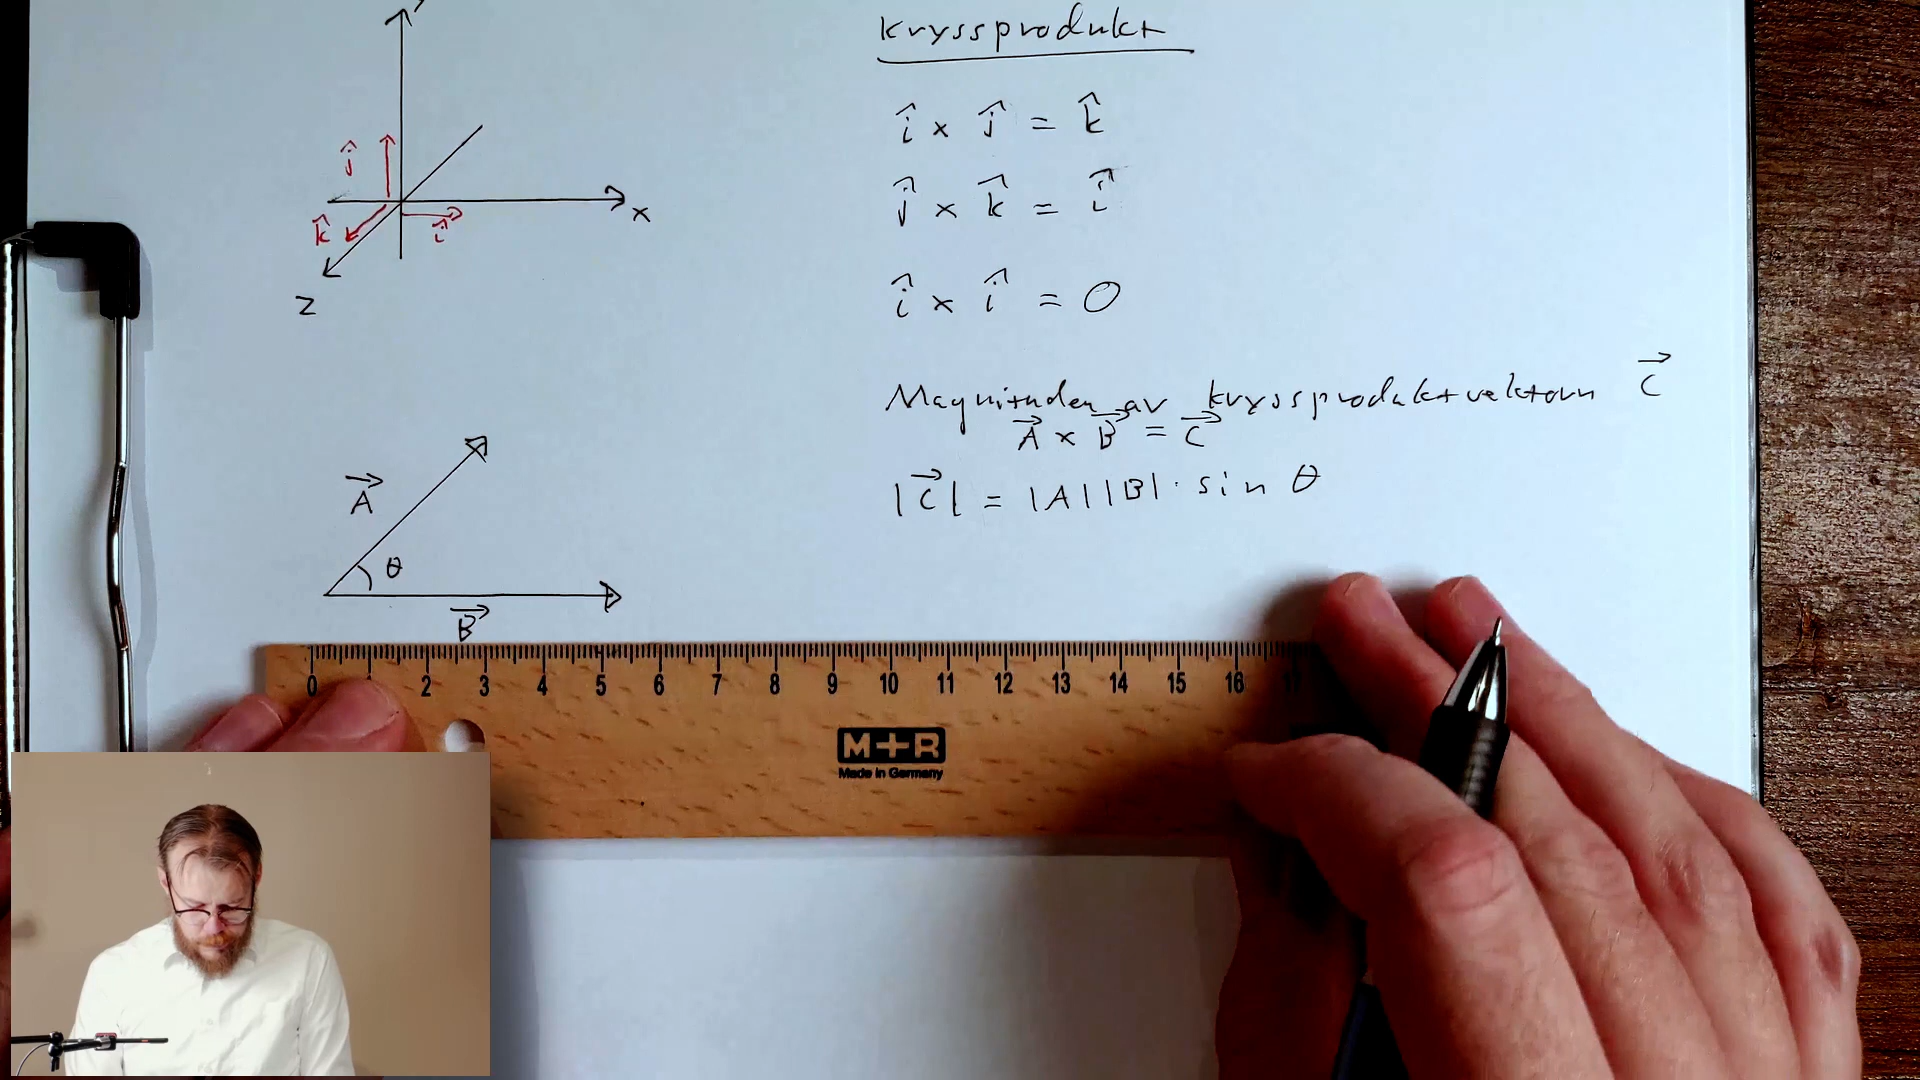 kryssprodukt
î × ĵ = k̂
ĵ × k̂ = î
î × î = 0
ĵ
k̂
î
x
z
Magnituden av kryssproduktvektorn C⃗
A⃗ × B⃗ = C⃗
|C⃗| = |A||B| · sin θ
A⃗
θ
B⃗
0 1 2 3 4 5 6 7 8 9 10 11 12 13 14 15 16 17
M+R
Made in Germany